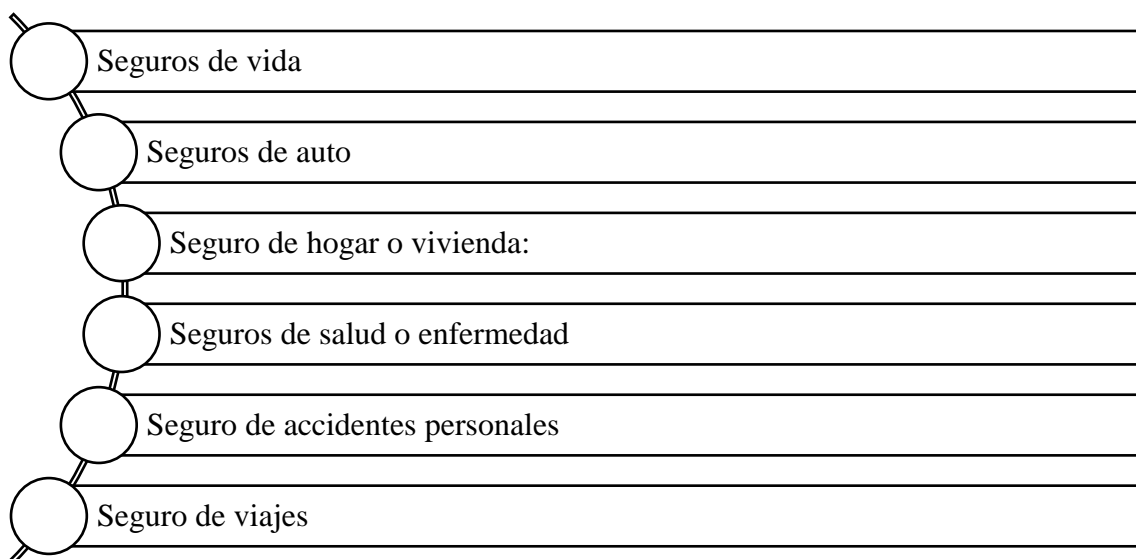 Seguros de vida
Seguros de auto
Seguro de hogar o vivienda:
Seguros de salud o enfermedad
Seguro de accidentes personales
Seguro de viajes